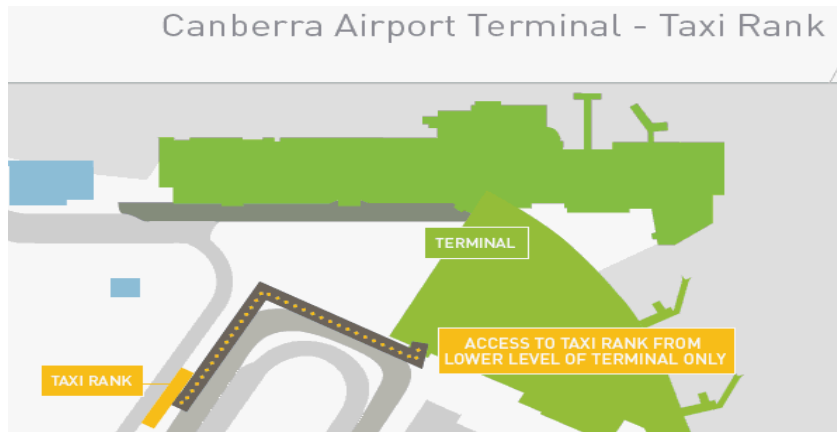 Canberra Airport Terminal - Taxi Rank
TERMINAL
ACCESS TO TAXI RANK FROM
LOWER LEVEL OF TERMINAL ONLY
TAXI RANK